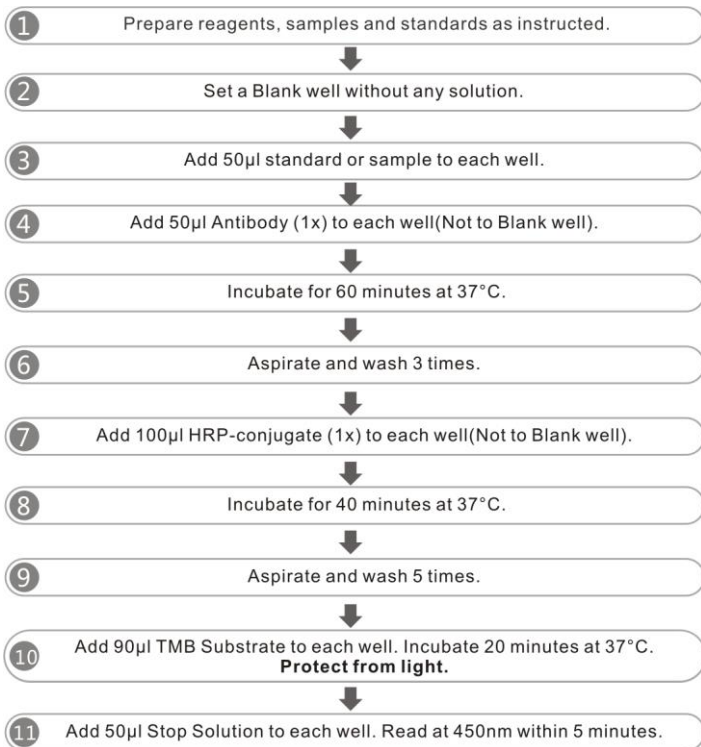 1 Prepare reagents, samples and standards as instructed.
2 Set a Blank well without any solution.
3 Add 50µl standard or sample to each well.
4 Add 50µl Antibody (1x) to each well(Not to Blank well).
5 Incubate for 60 minutes at 37°C.
6 Aspirate and wash 3 times.
7 Add 100µl HRP-conjugate (1x) to each well(Not to Blank well).
8 Incubate for 40 minutes at 37°C.
9 Aspirate and wash 5 times.
10 Add 90µl TMB Substrate to each well. Incubate 20 minutes at 37°C.
Protect from light.
11 Add 50µl Stop Solution to each well. Read at 450nm within 5 minutes.